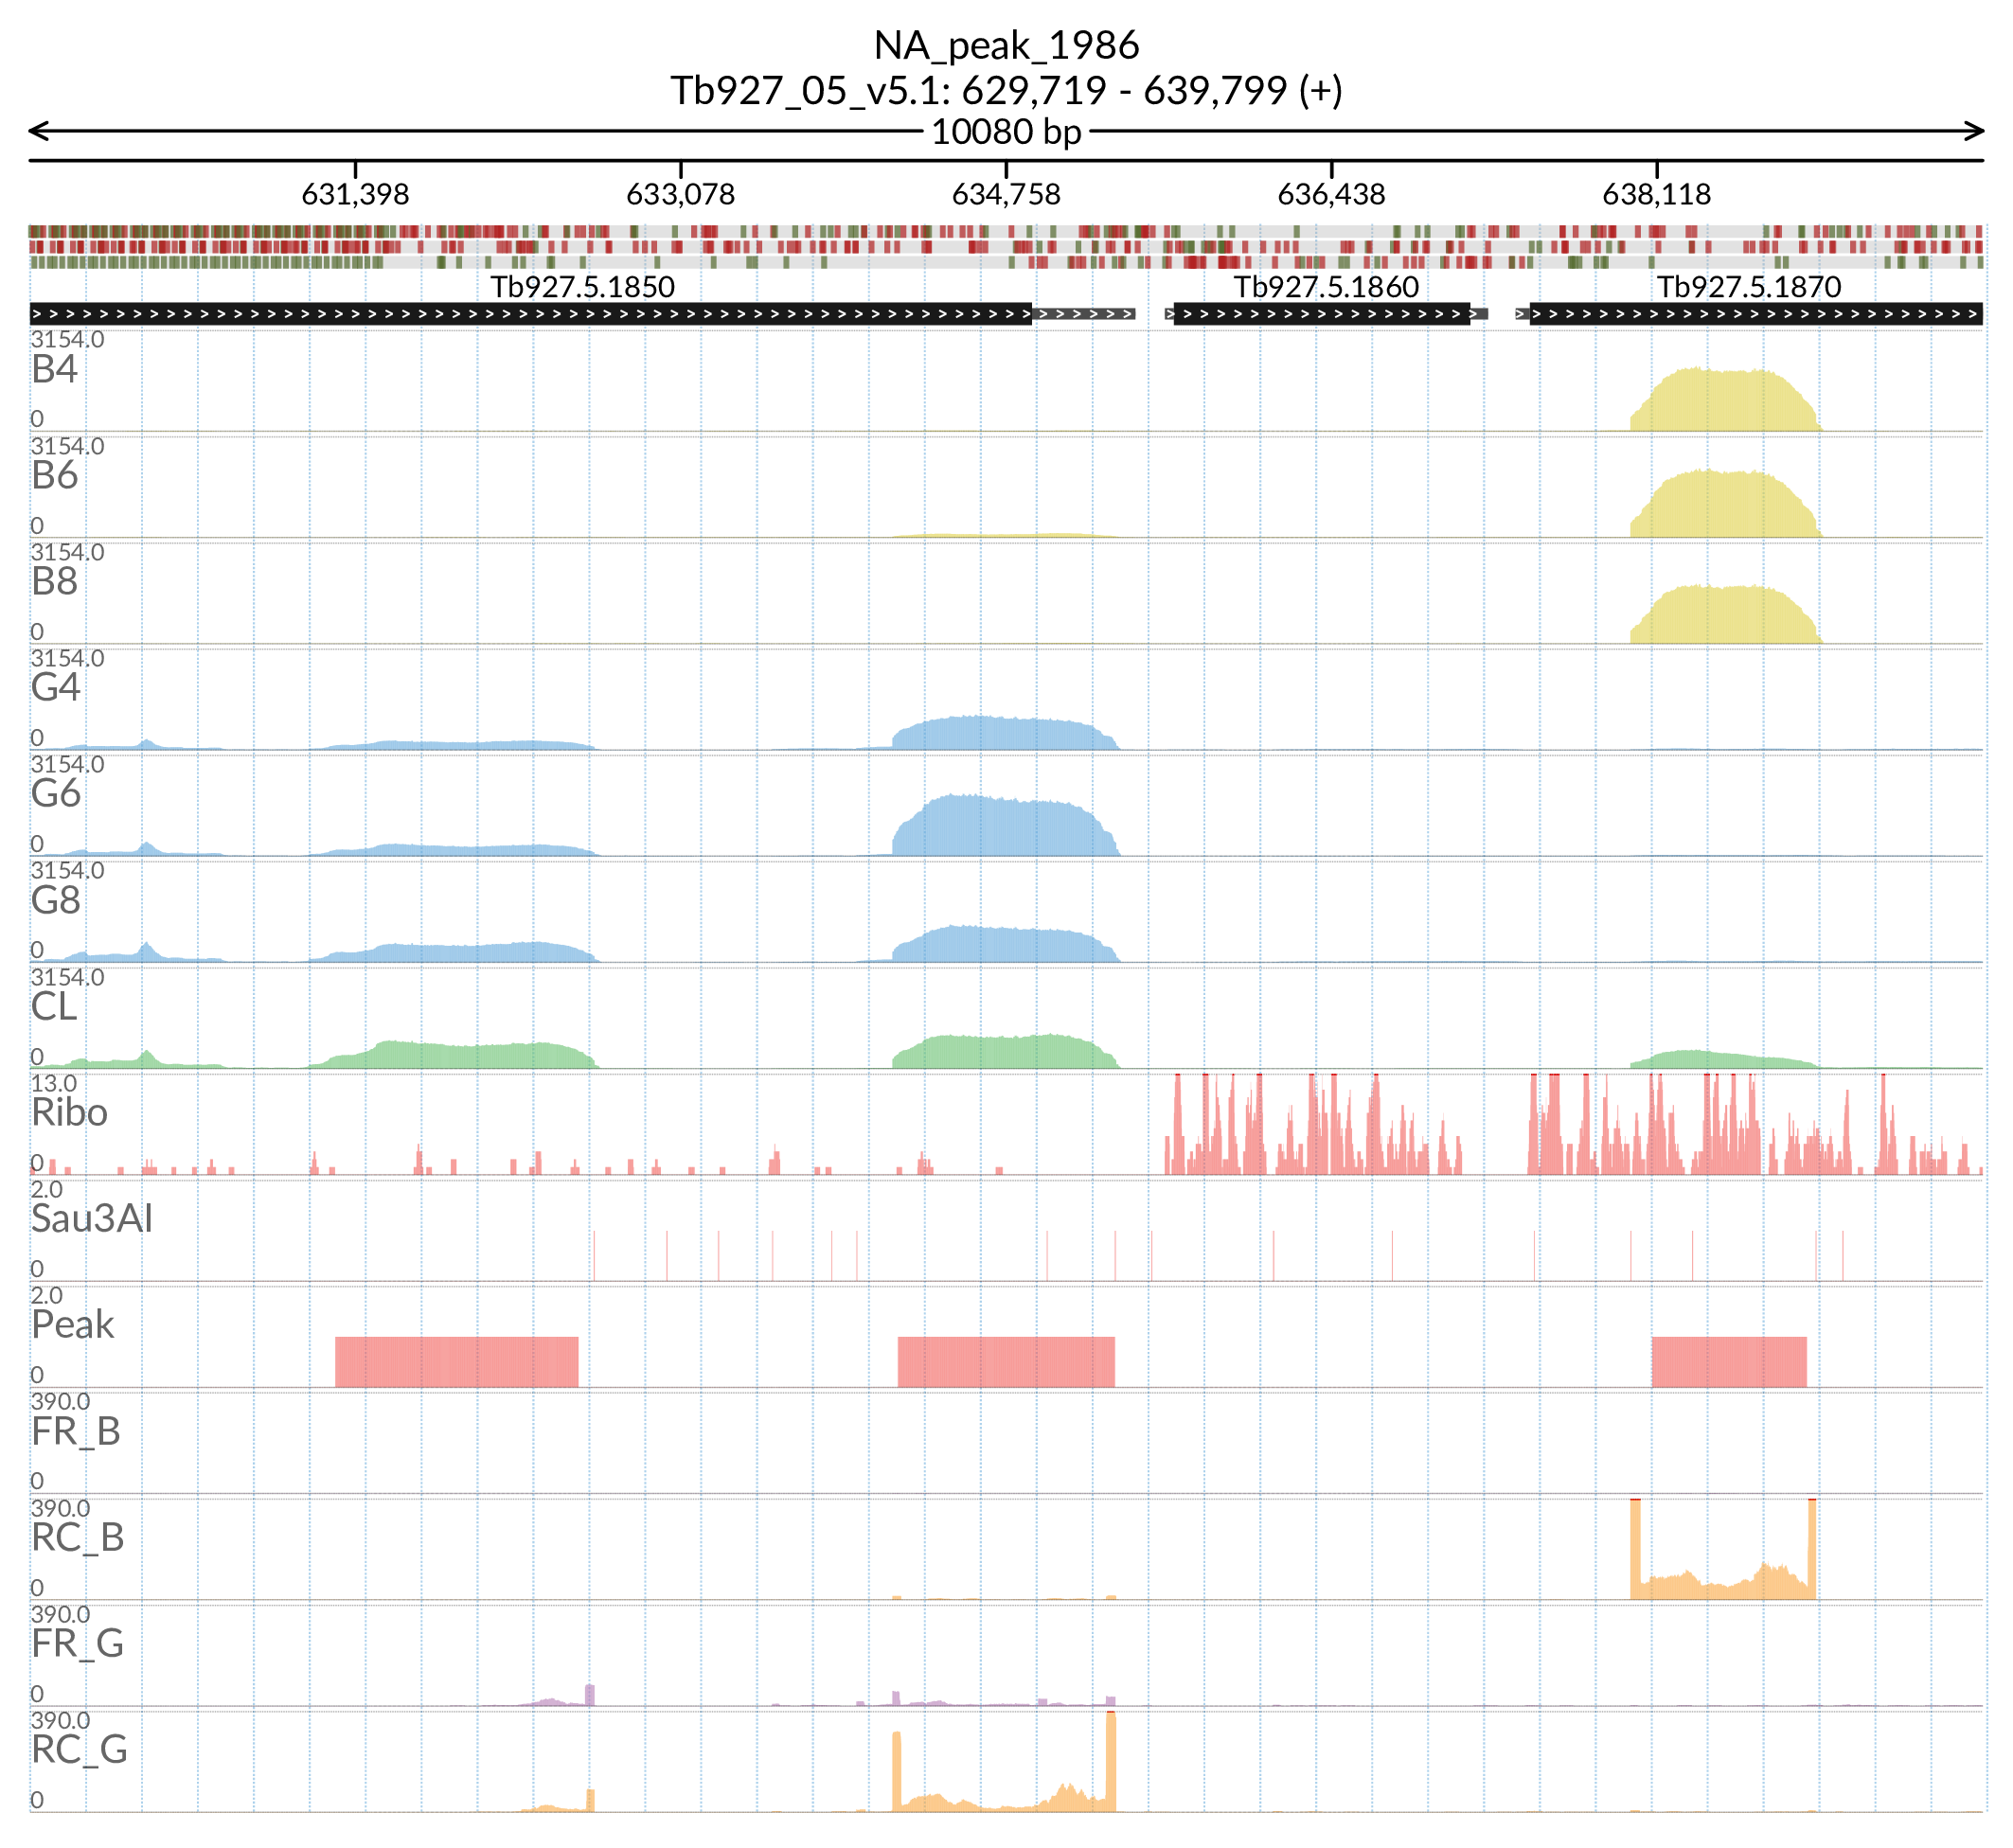 NA_peak_1986
Tb927_05_v5.1: 629,719 - 639,799 (+)
10080 bp
631,398 633,078 634,758 636,438 638,118
Tb927.5.1850 Tb927.5.1860 Tb927.5.1870
3154.0
B4
0
3154.0
B6
0
3154.0
B8
0
3154.0
G4
0
3154.0
G6
0
3154.0
G8
0
3154.0
CL
0
13.0
Ribo
0
2.0
Sau3AI
0
2.0
Peak
0
390.0
FR_B
0
390.0
RC_B
0
390.0
FR_G
0
390.0
RC_G
0